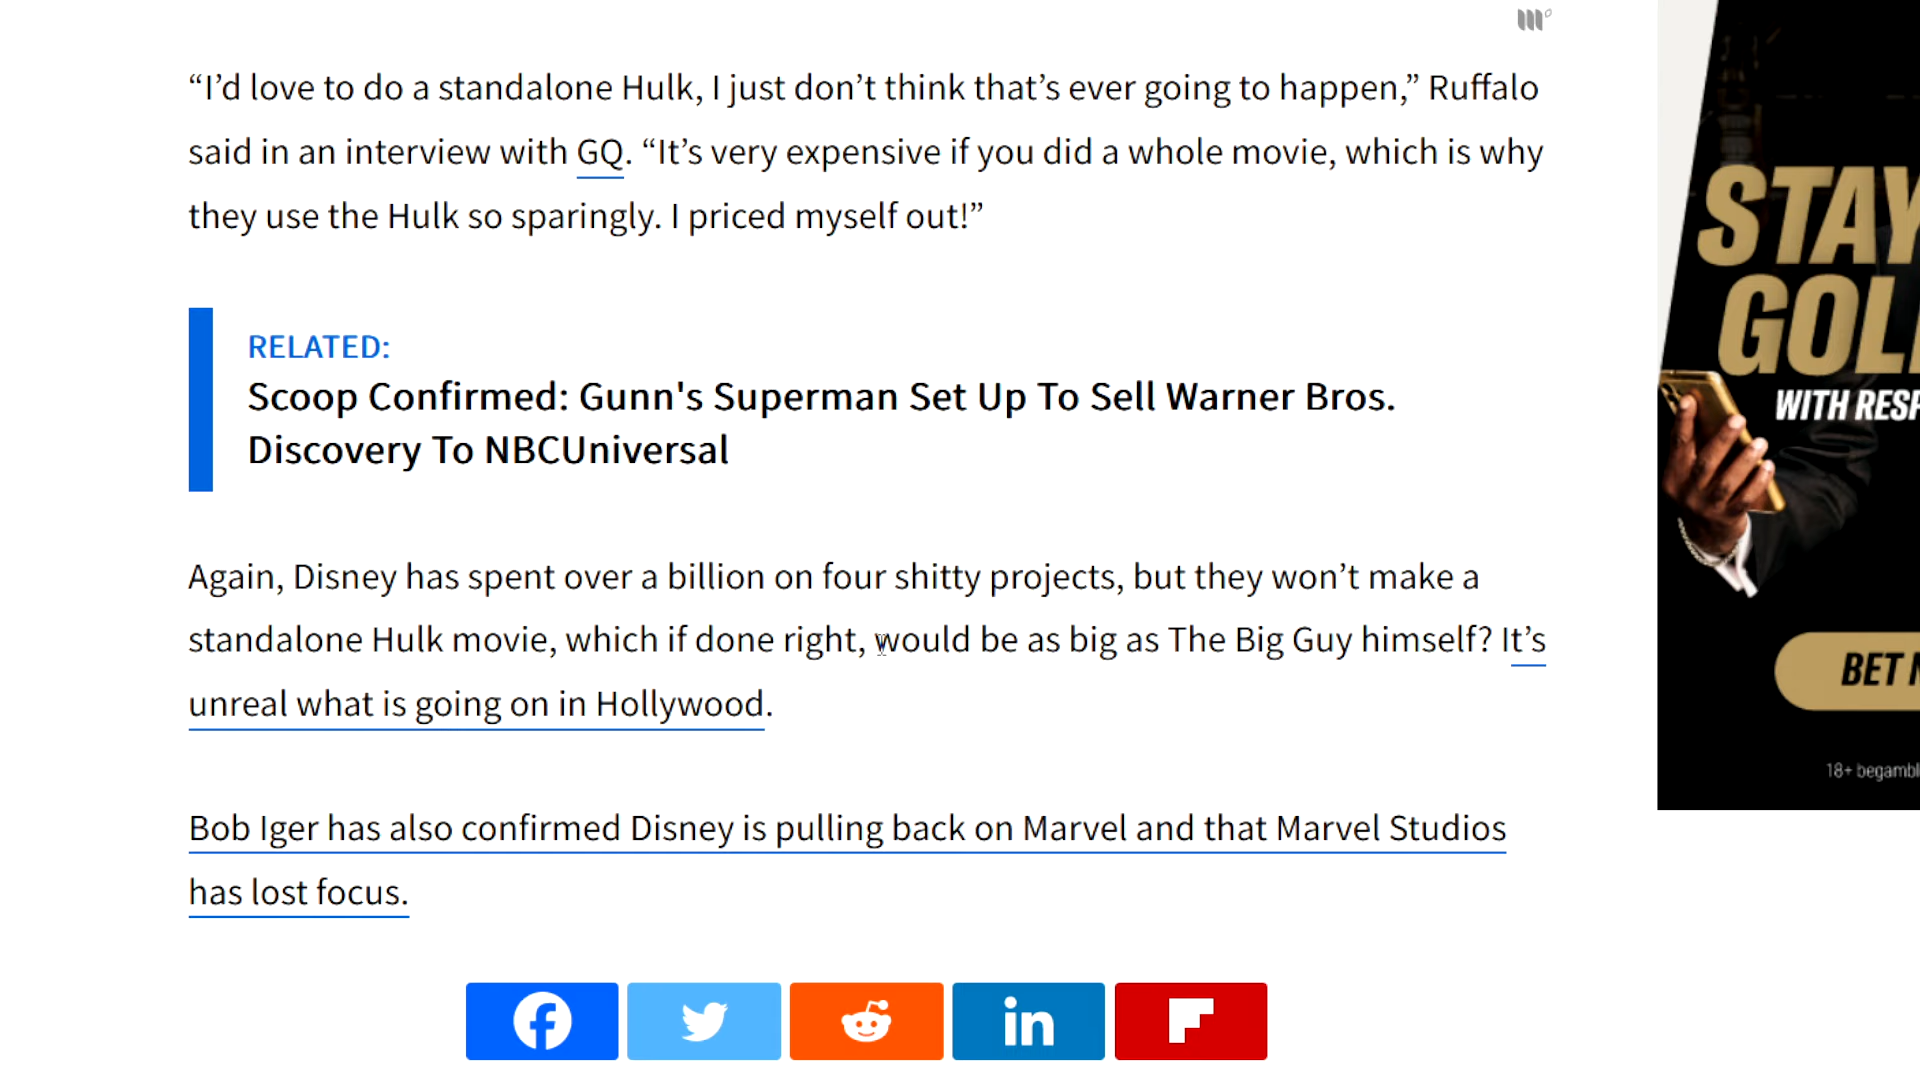 “I’d love to do a standalone Hulk, I just don’t think that’s ever going to happen,” Ruffalo
said in an interview with GQ. “It’s very expensive if you did a whole movie, which is why
they use the Hulk so sparingly. I priced myself out!”
RELATED:
Scoop Confirmed: Gunn's Superman Set Up To Sell Warner Bros.
Discovery To NBCUniversal
Again, Disney has spent over a billion on four shitty projects, but they won’t make a
standalone Hulk movie, which if done right, would be as big as The Big Guy himself? It’s
unreal what is going on in Hollywood.
Bob Iger has also confirmed Disney is pulling back on Marvel and that Marvel Studios
has lost focus.
in
STAY
GOL
WITH RESP
BET
18+ begambl